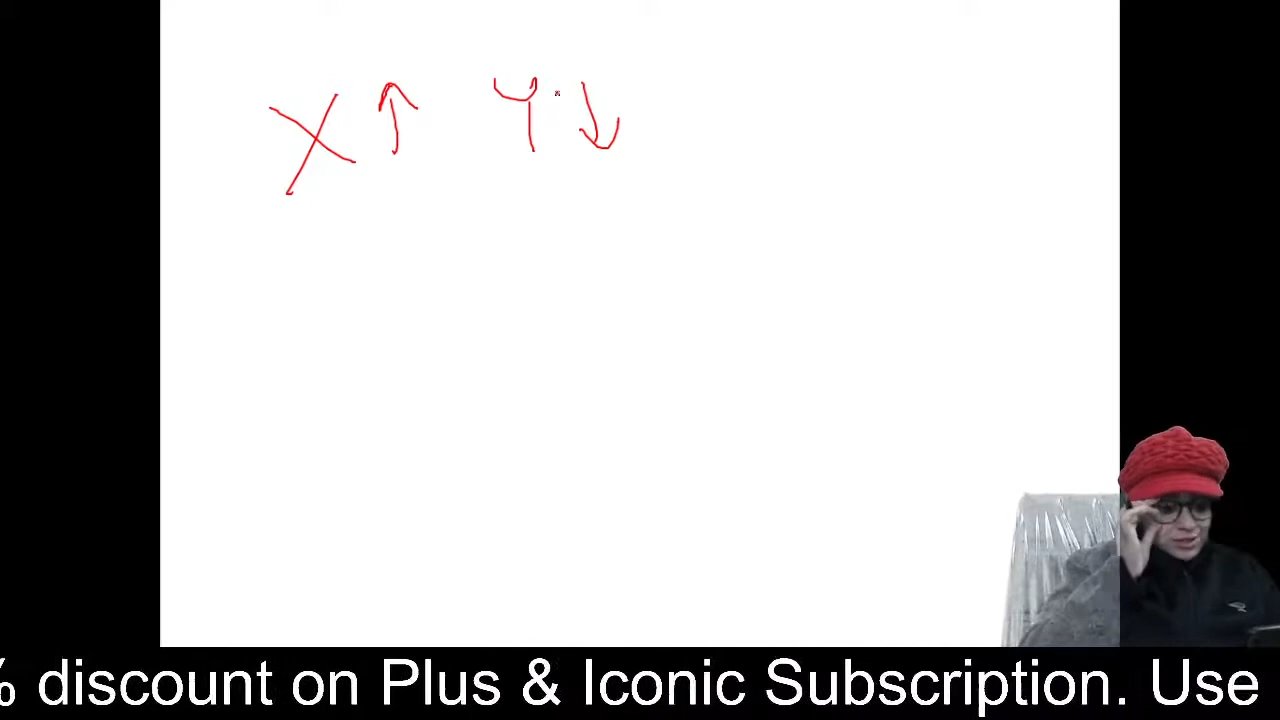 X ↑ Y ↓
% discount on Plus & Iconic Subscription. Use